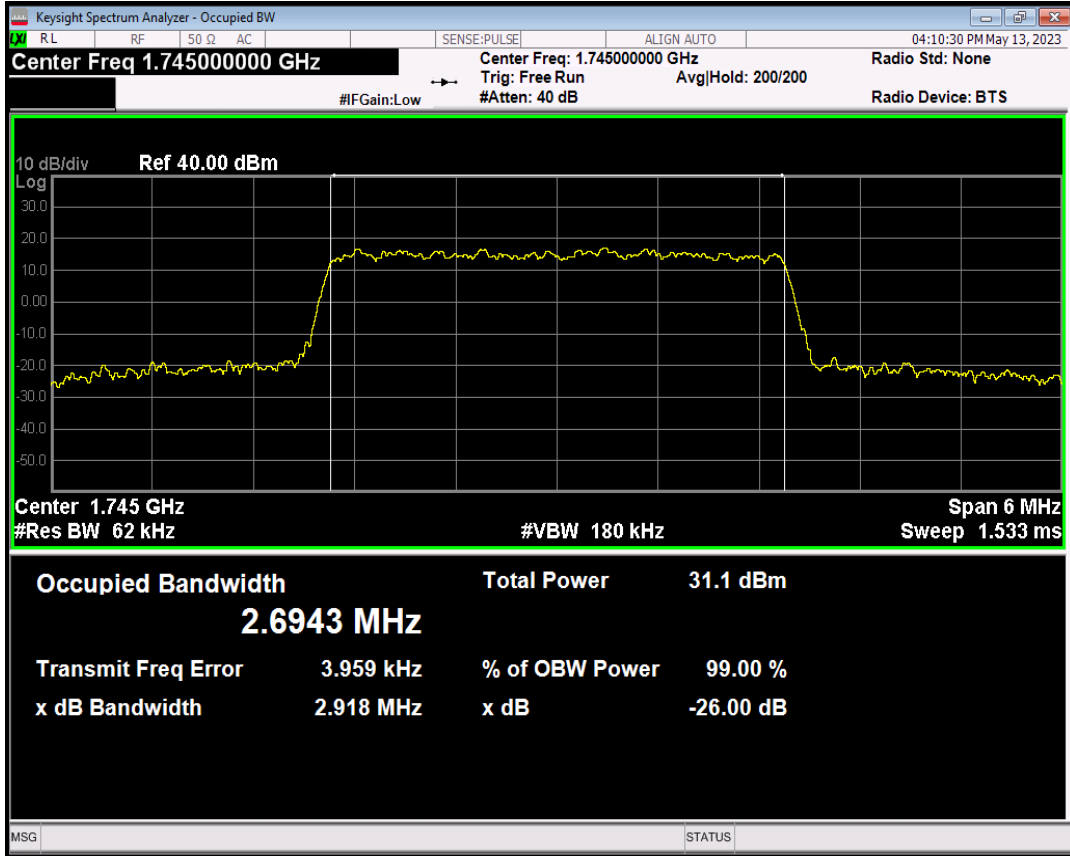 Keysight Spectrum Analyzer - Occupied BW
LXI RL RF 50 Ω AC SENSE:PULSE ALIGN AUTO 04:10:30 PM May 13, 2023
Center Freq 1.745000000 GHz
Center Freq: 1.745000000 GHz
Radio Std: None
Trig: Free Run Avg|Hold: 200/200
#IFGain:Low
#Atten: 40 dB
Radio Device: BTS
10 dB/div Ref 40.00 dBm
Log
30.0
20.0
10.0
0.00
-10.0
-20.0
-30.0
-40.0
-50.0
Center 1.745 GHz Span 6 MHz
#Res BW 62 kHz #VBW 180 kHz Sweep 1.533 ms
Occupied Bandwidth Total Power 31.1 dBm
2.6943 MHz
Transmit Freq Error 3.959 kHz % of OBW Power 99.00 %
x dB Bandwidth 2.918 MHz x dB -26.00 dB
MSG STATUS